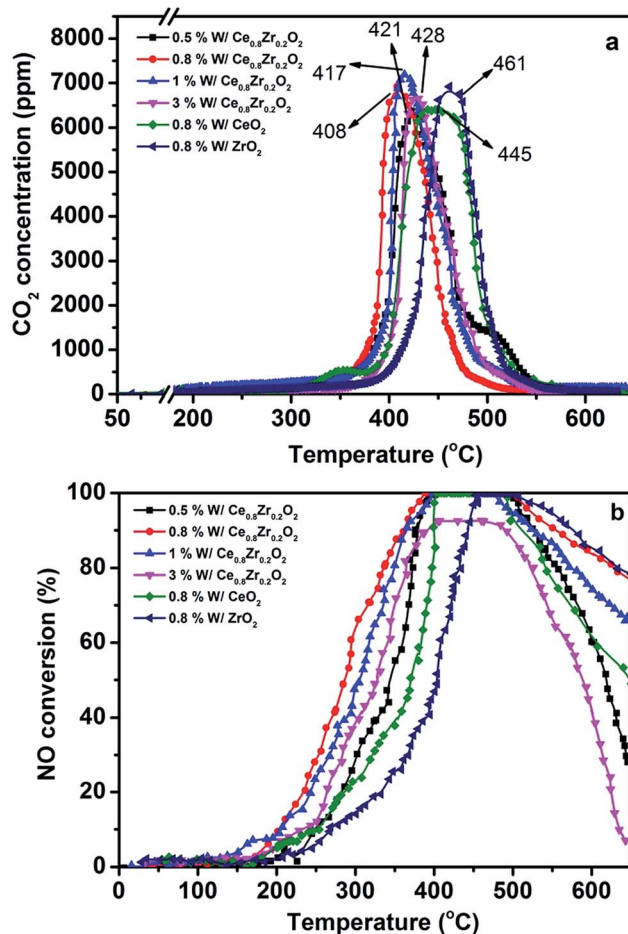 a
421
428
417
461
408
445
0.5 % W/ Ce0.8Zr0.2O2
0.8 % W/ Ce0.8Zr0.2O2
1 % W/ Ce0.8Zr0.2O2
3 % W/ Ce0.8Zr0.2O2
0.8 % W/ CeO2
0.8 % W/ ZrO2
CO2 concentration (ppm)
8000
7000
6000
5000
4000
3000
2000
1000
0
50 200 300 400 500 600
Temperature (oC)
b
0.5 % W/ Ce0.8Zr0.2O2
0.8 % W/ Ce0.8Zr0.2O2
1 % W/ Ce0.8Zr0.2O2
3 % W/ Ce0.8Zr0.2O2
0.8 % W/ CeO2
0.8 % W/ ZrO2
NO conversion (%)
100
80
60
40
20
0
0 100 200 300 400 500 600
Temperature (oC)